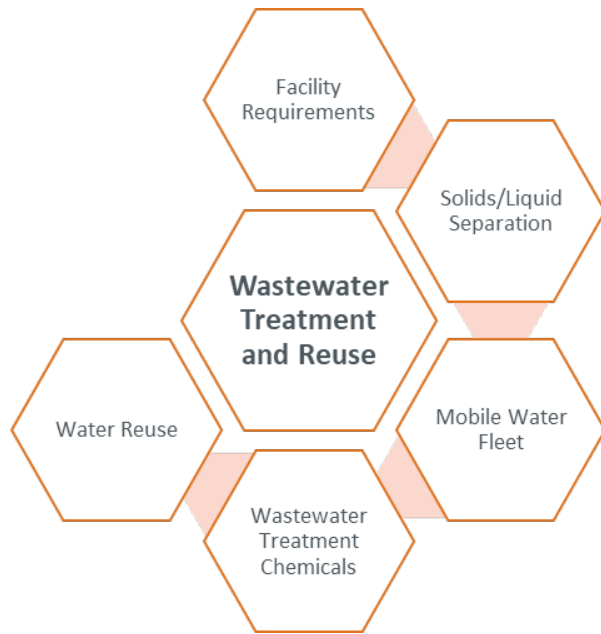 Facility
Requirements
Solids/Liquid
Separation
Wastewater
Treatment
and Reuse
Mobile Water
Fleet
Water Reuse
Wastewater
Treatment
Chemicals